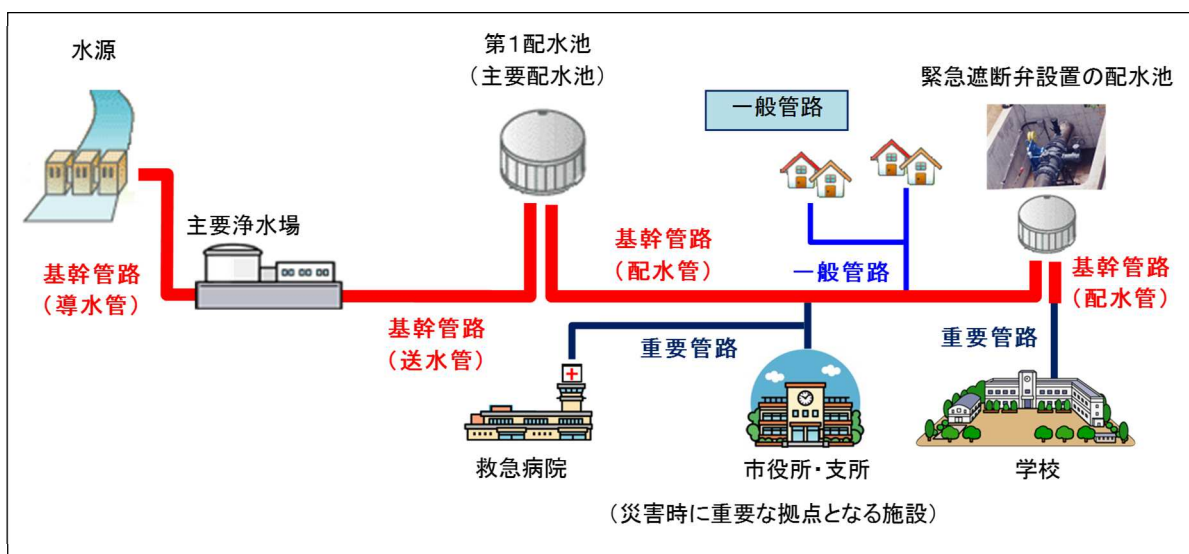 水源
第1配水池
(主要配水池)
一般管路
緊急遮断弁設置の配水池
主要浄水場
基幹管路
(導水管)
基幹管路
(送水管)
基幹管路
(配水管)
一般管路
基幹管路
(配水管)
重要管路
重要管路
救急病院
市役所・支所
学校
(災害時に重要な拠点となる施設)